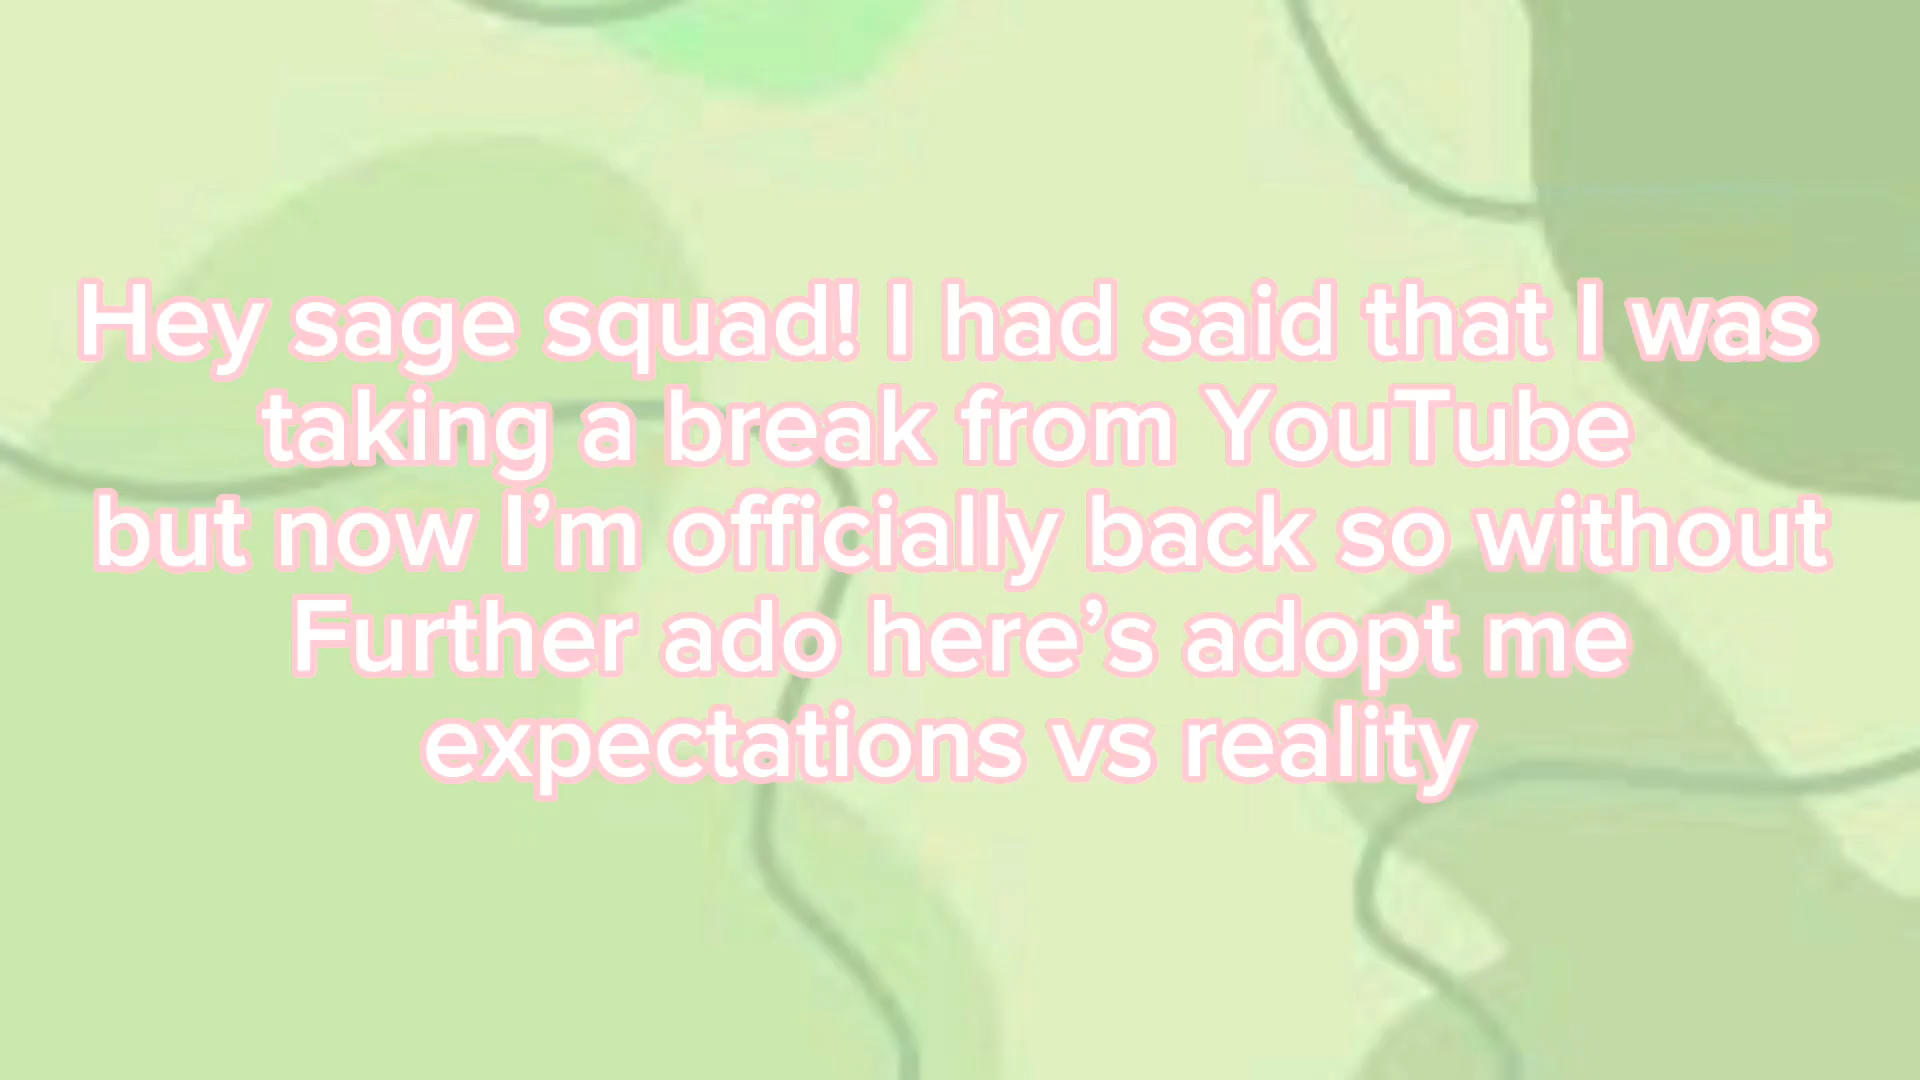 Hey sage squad! I had said that I was
taking a break from YouTube
but now I’m officially back so without
Further ado here’s adopt me
expectations vs reality